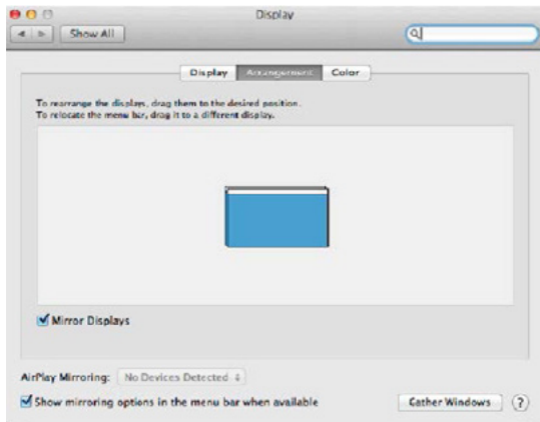 Display
Show All
Display Arrangement Color
To rearrange the displays, drag them to the desired position.
To relocate the menu bar, drag it to a different display.
Mirror Displays
AirPlay Mirroring: No Devices Detected
Show mirroring options in the menu bar when available
Gather Windows ?